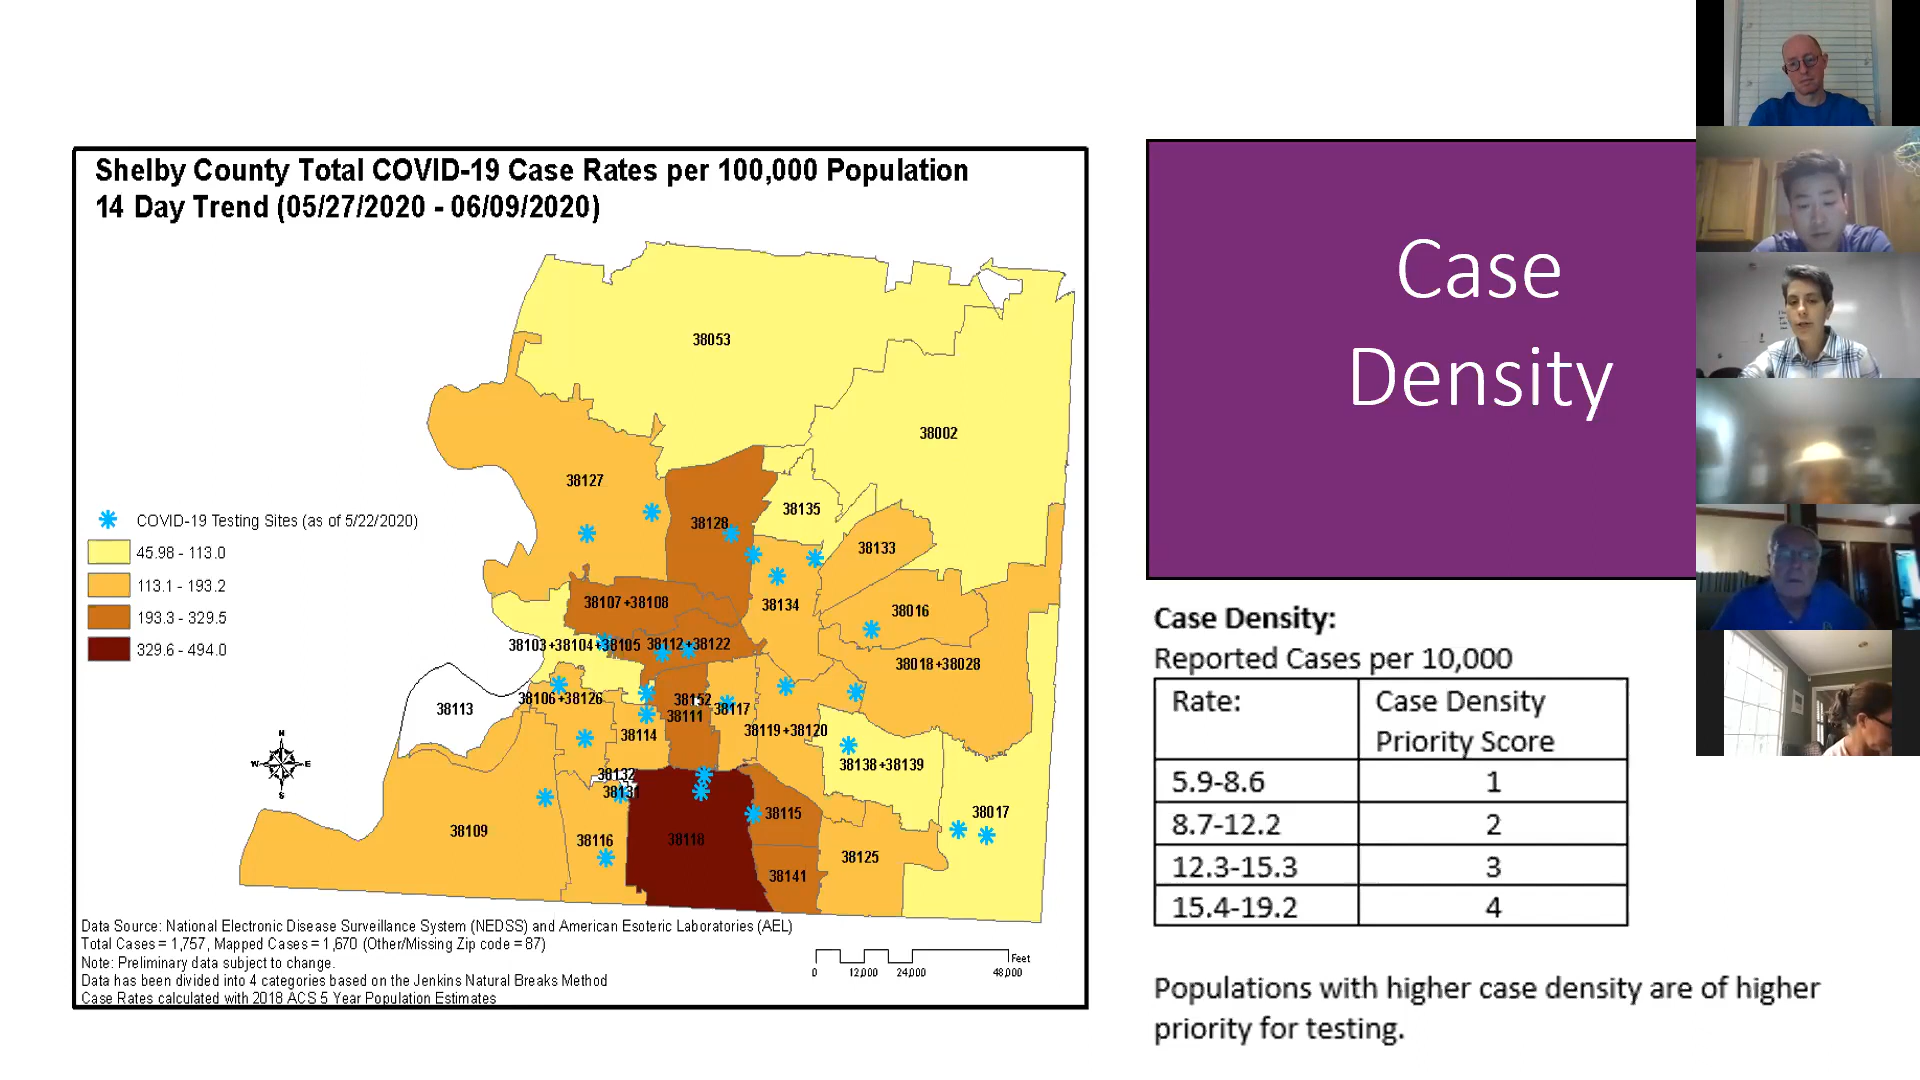 Shelby County Total COVID-19 Case Rates per 100,000 Population
14 Day Trend (05/27/2020 - 06/09/2020)
38053
38002
38127
38128
38135
38133
38107+38108
38134
38016
38103+38104+38105
38112+38122
38018+38028
38106+38126
38152
38113
38117
38111
38114
38119+38120
38138+38139
38132
38131
38109
38116
38118
38115
38017
38125
38141
COVID-19 Testing Sites (as of 5/22/2020)
45.98 - 113.0
113.1 - 193.2
193.3 - 329.5
329.6 - 494.0
N
W E
S
Data Source: National Electronic Disease Surveillance System (NEDSS) and American Esoteric Laboratories (AEL)
Total Cases = 1,757, Mapped Cases = 1,670 (Other/Missing Zip code = 87)
Note: Preliminary data subject to change.
Data has been divided into 4 categories based on the Jenkins Natural Breaks Method
Case Rates calculated with 2018 ACS 5 Year Population Estimates
Feet
0 12,000 24,000 48,000
Case
Density
Case Density:
Reported Cases per 10,000
Rate: Case Density
Priority Score
5.9-8.6 1
8.7-12.2 2
12.3-15.3 3
15.4-19.2 4
Populations with higher case density are of higher
priority for testing.